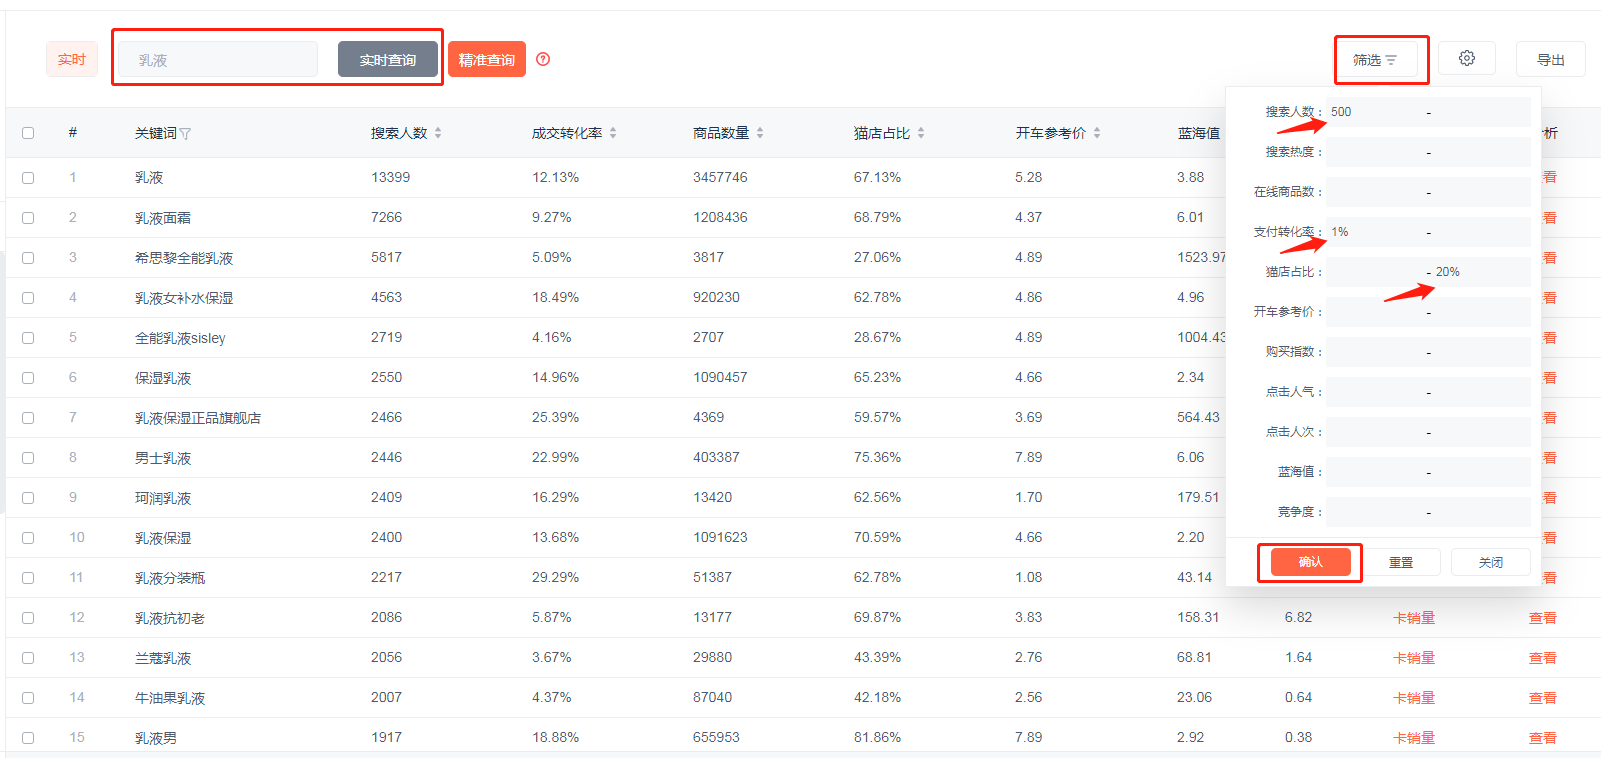 实时 乳液 实时查询 精准查询 ? 筛选 导出
# 关键词 搜索人数 成交转化率 商品数量 猫店占比 开车参考价 蓝海值 析
1 乳液 13399 12.13% 3457746 67.13% 5.28 3.88 看
2 乳液面霜 7266 9.27% 1208436 68.79% 4.37 6.01 看
3 希思黎全能乳液 5817 5.09% 3817 27.06% 4.89 1523.97 看
4 乳液女补水保湿 4563 18.49% 920230 62.78% 4.86 4.96 看
5 全能乳液sisley 2719 4.16% 2707 28.67% 4.89 1004.43 看
6 保湿乳液 2550 14.96% 1090457 65.23% 4.66 2.34 看
7 乳液保湿正品旗舰店 2466 25.39% 4369 59.57% 3.69 564.43 看
8 男士乳液 2446 22.99% 403387 75.36% 7.89 6.06 看
9 珂润乳液 2409 16.29% 13420 62.56% 1.70 179.51 看
10 乳液保湿 2400 13.68% 1091623 70.59% 4.66 2.20 看
11 乳液分装瓶 2217 29.29% 51387 62.78% 1.08 43.14 看
12 乳液抗初老 2086 5.87% 13177 69.87% 3.83 158.31 6.82 卡销量 查看
13 兰蔻乳液 2056 3.67% 29880 43.39% 2.76 68.81 1.64 卡销量 查看
14 牛油果乳液 2007 4.37% 87040 42.18% 2.56 23.06 0.64 卡销量 查看
15 乳液男 1917 18.88% 655953 81.86% 7.89 2.92 0.38 卡销量 查看
搜索人数： 500 -
搜索热度： -
在线商品数： -
支付转化率： 1% -
猫店占比： - 20%
开车参考价： -
购买指数： -
点击人气： -
点击人次： -
蓝海值： -
竞争度： -
确认 重置 关闭